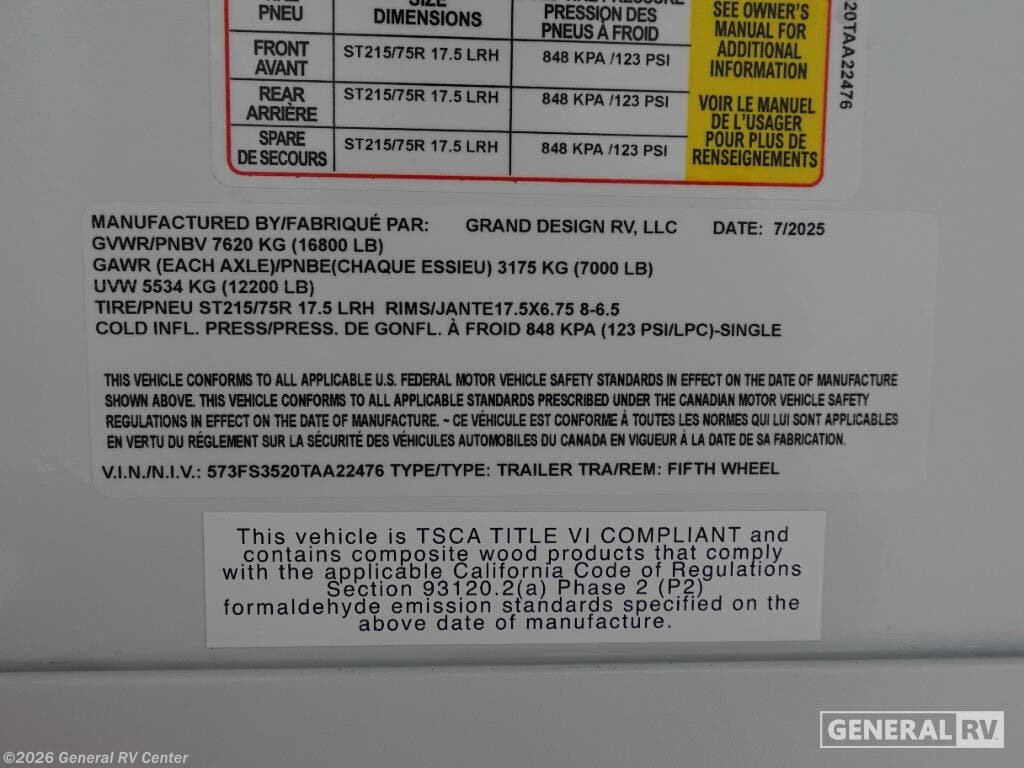 PNEU
DIMENSIONS
PRESSION DES
PNEUS À FROID
SEE OWNER'S
MANUAL FOR
ADDITIONAL
INFORMATION
FRONT
AVANT
ST215/75R 17.5 LRH
848 KPA /123 PSI
REAR
ARRIÈRE
ST215/75R 17.5 LRH
848 KPA /123 PSI
VOIR LE MANUEL
DE L'USAGER
POUR PLUS DE
RENSEIGNEMENTS
SPARE
DE SECOURS
ST215/75R 17.5 LRH
848 KPA /123 PSI
20TAA22476
MANUFACTURED BY/FABRIQUÉ PAR: GRAND DESIGN RV, LLC DATE: 7/2025
GVWR/PNBV 7620 KG (16800 LB)
GAWR (EACH AXLE)/PNBE(CHAQUE ESSIEU) 3175 KG (7000 LB)
UVW 5534 KG (12200 LB)
TIRE/PNEU ST215/75R 17.5 LRH RIMS/JANTE17.5X6.75 8-6.5
COLD INFL. PRESS/PRESS. DE GONFL. À FROID 848 KPA (123 PSI/LPC)-SINGLE
THIS VEHICLE CONFORMS TO ALL APPLICABLE U.S. FEDERAL MOTOR VEHICLE SAFETY STANDARDS IN EFFECT ON THE DATE OF MANUFACTURE
SHOWN ABOVE. THIS VEHICLE CONFORMS TO ALL APPLICABLE STANDARDS PRESCRIBED UNDER THE CANADIAN MOTOR VEHICLE SAFETY
REGULATIONS IN EFFECT ON THE DATE OF MANUFACTURE. ~ CE VÉHICULE EST CONFORME À TOUTES LES NORMES QUI LUI SONT APPLICABLES
EN VERTU DU RÉGLEMENT SUR LA SÉCURITÉ DES VÉHICULES AUTOMOBILES DU CANADA EN VIGUEUR À LA DATE DE SA FABRICATION.
V.I.N./N.I.V.: 573FS3520TAA22476 TYPE/TYPE: TRAILER TRA/REM: FIFTH WHEEL
This vehicle is TSCA TITLE VI COMPLIANT and
contains composite wood products that comply
with the applicable California Code of Regulations
Section 93120.2(a) Phase 2 (P2)
formaldehyde emission standards specified on the
above date of manufacture.
GENERAL RV
©2026 General RV Center